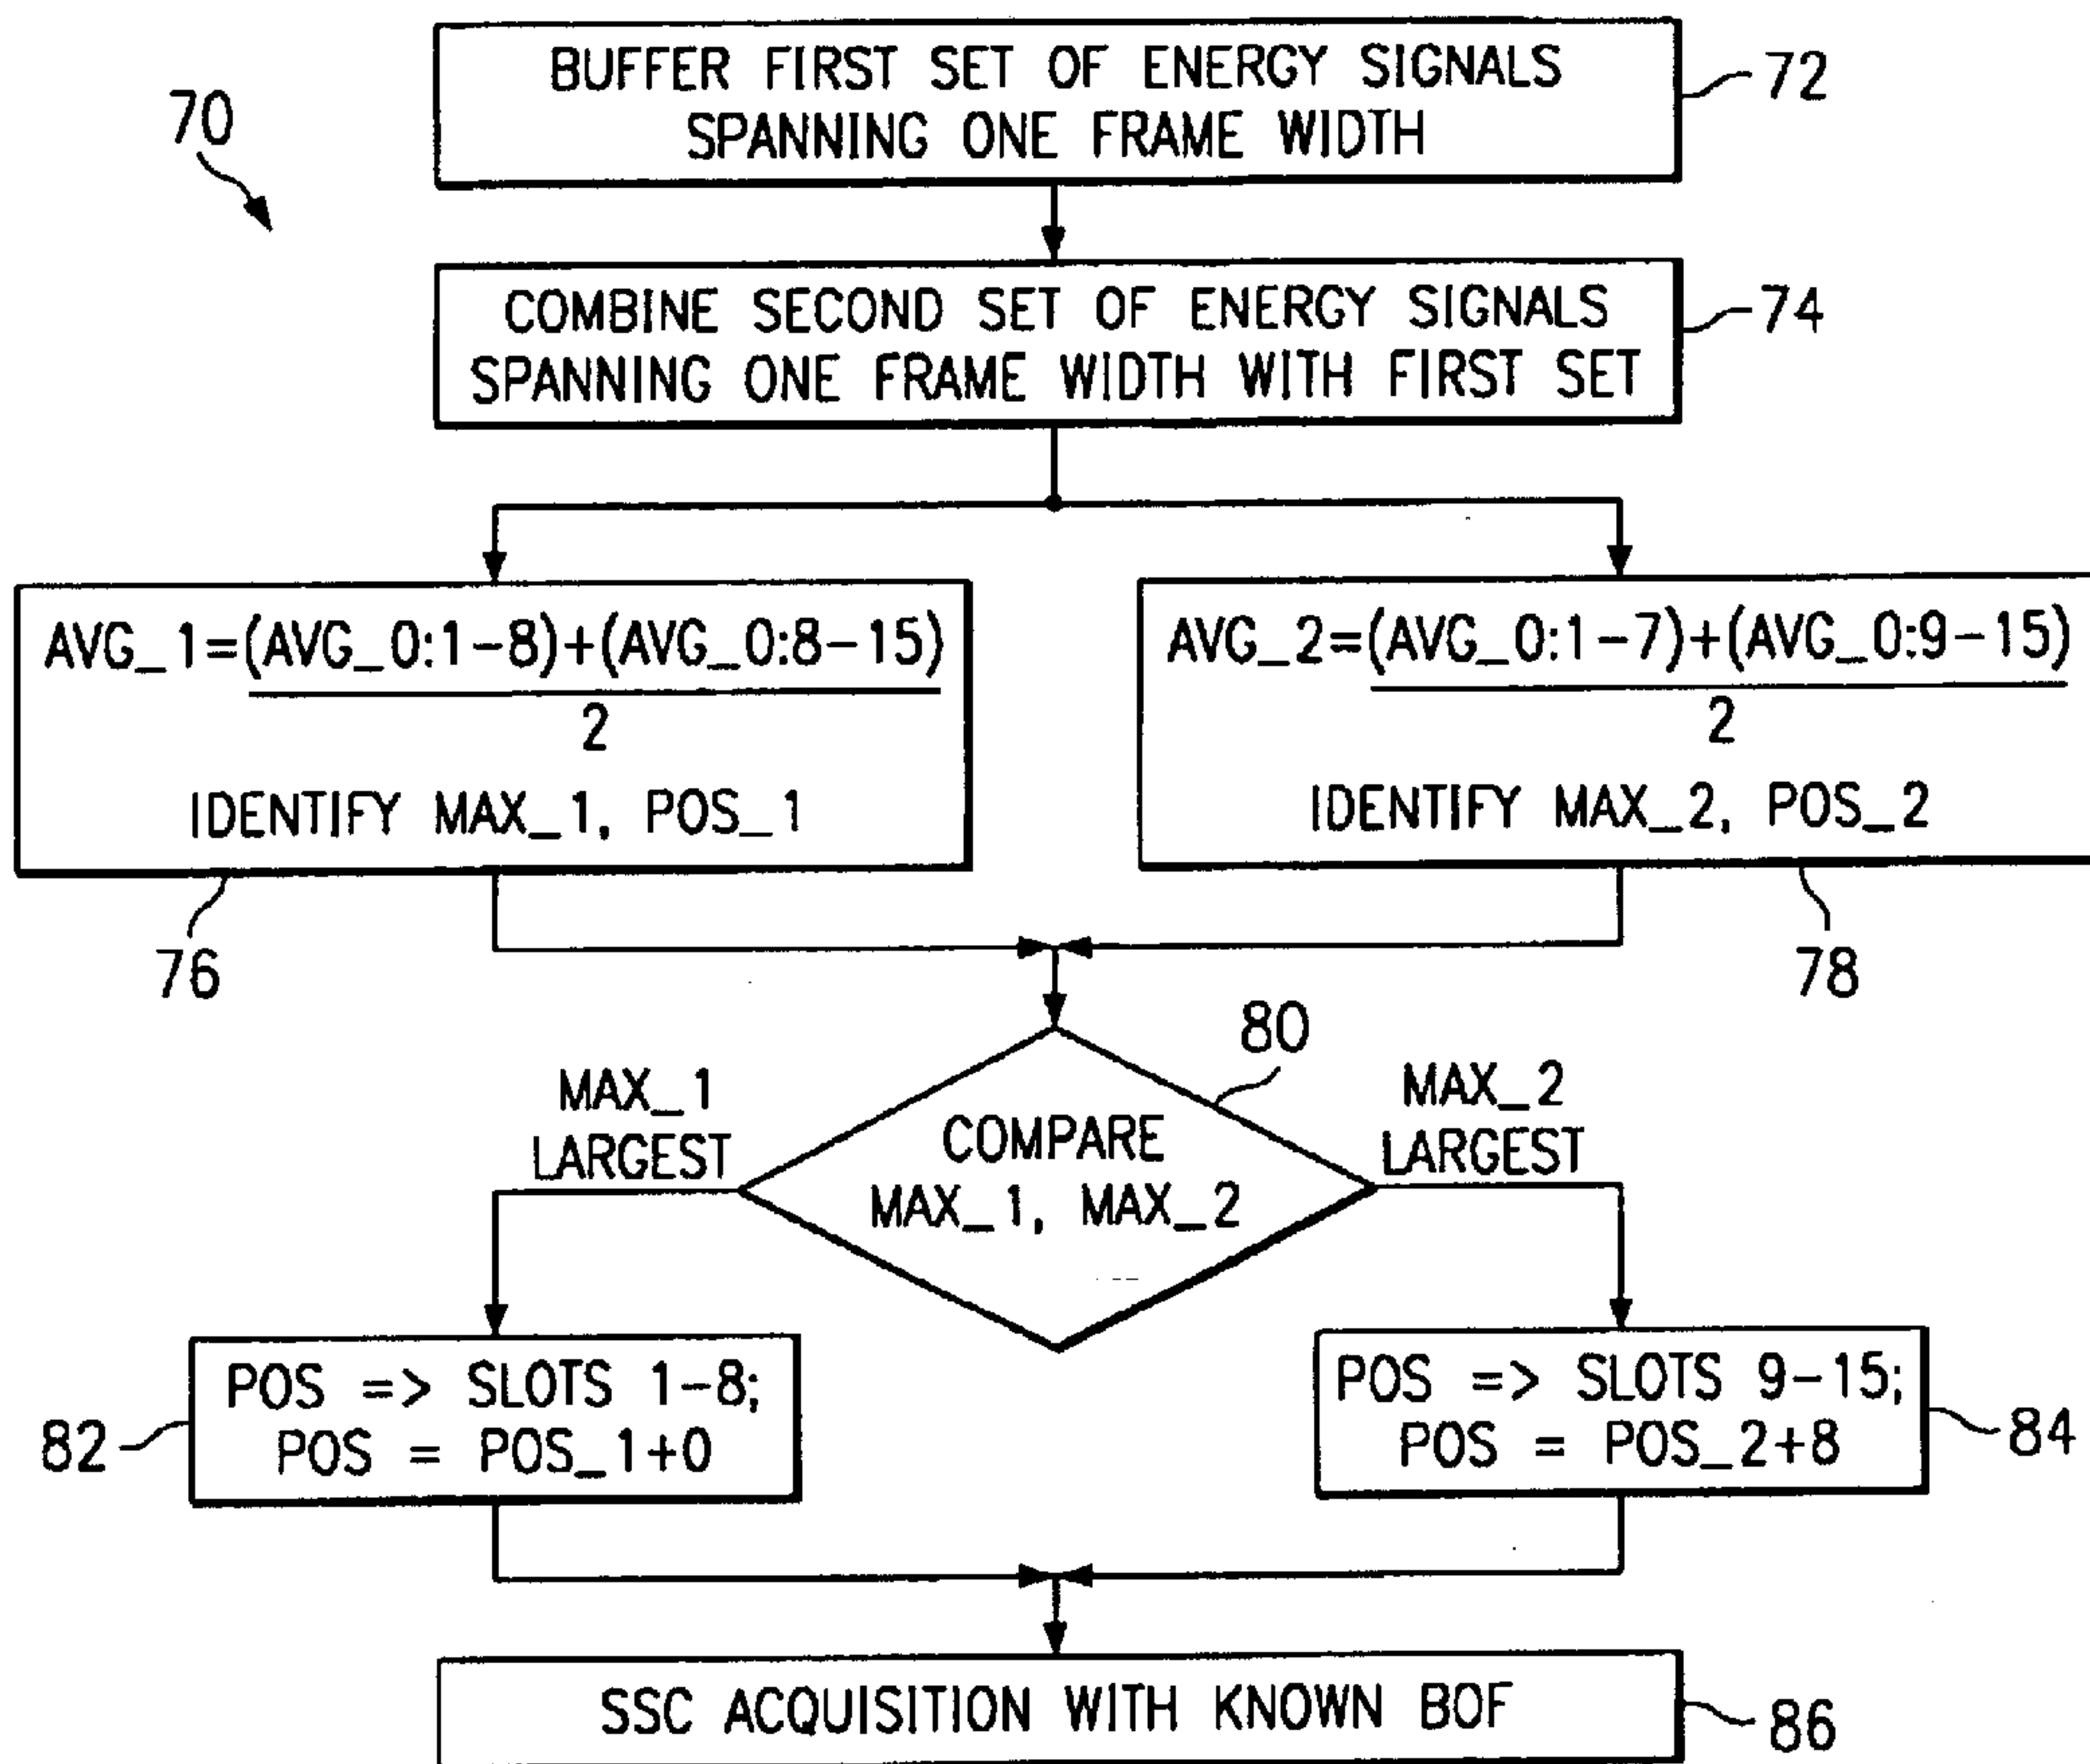 BUFFER FIRST SET OF ENERGY SIGNALS
SPANNING ONE FRAME WIDTH
72
70
COMBINE SECOND SET OF ENERGY SIGNALS
SPANNING ONE FRAME WIDTH WITH FIRST SET
74
AVG_1=(AVG_0:1-8)+(AVG_0:8-15)
2
IDENTIFY MAX_1, POS_1
76
AVG_2=(AVG_0:1-7)+(AVG_0:9-15)
2
IDENTIFY MAX_2, POS_2
78
80
MAX_1
LARGEST
COMPARE
MAX_1, MAX_2
MAX_2
LARGEST
POS => SLOTS 1-8;
POS = POS_1+0
82
POS => SLOTS 9-15;
POS = POS_2+8
84
SSC ACQUISITION WITH KNOWN BOF
86